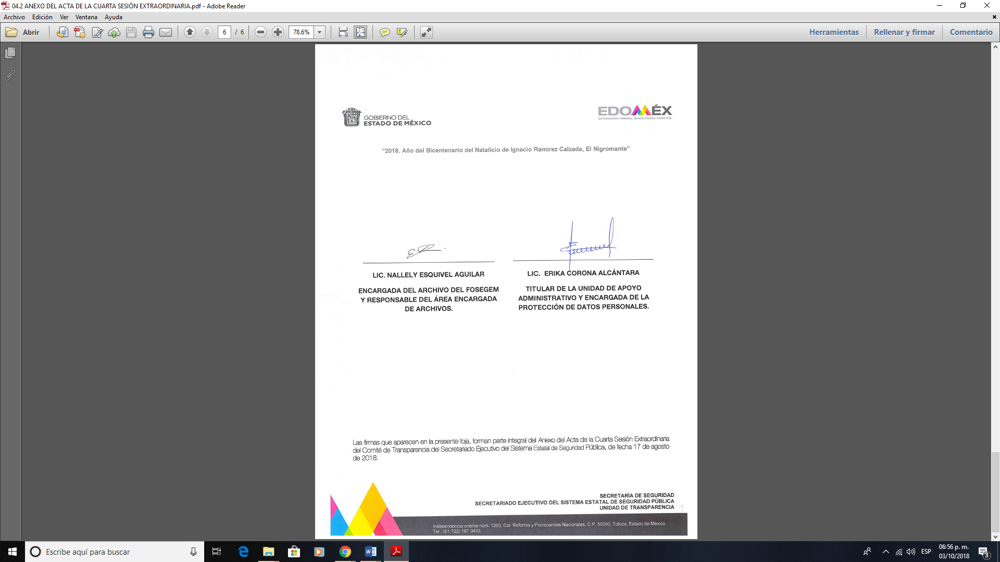 04.2 ANEXO DEL ACTA DE LA CUARTA SESIÓN EXTRAORDINARIA.pdf - Adobe Reader
Archivo Edición Ver Ventana Ayuda
Abrir 6 / 6 78.6% Herramientas Rellenar y firmar Comentario
GOBIERNO DEL
ESTADO DE MÉXICO
EDOMÉX
DECISIONES FIRMES, RESULTADOS FUERTES.
“2018. Año del Bicentenario del Natalicio de Ignacio Ramírez Calzada, El Nigromante”
LIC. NALLELY ESQUIVEL AGUILAR
ENCARGADA DEL ARCHIVO DEL FOSEGEM
Y RESPONSABLE DEL ÁREA ENCARGADA
DE ARCHIVOS.
LIC. ERIKA CORONA ALCÁNTARA
TITULAR DE LA UNIDAD DE APOYO
ADMINISTRATIVO Y ENCARGADA DE LA
PROTECCIÓN DE DATOS PERSONALES.
Las firmas que aparecen en la presente foja, forman parte integral del Anexo del Acta de la Cuarta Sesión Extraordinaria
del Comité de Transparencia del Secretariado Ejecutivo del Sistema Estatal de Seguridad Pública, de fecha 17 de agosto
de 2018.
SECRETARÍA DE SEGURIDAD
SECRETARIADO EJECUTIVO DEL SISTEMA ESTATAL DE SEGURIDAD PÚBLICA
UNIDAD DE TRANSPARENCIA
Independencia oriente núm. 1203, Col. Reforma y Ferrocarriles Nacionales, C.P. 50090, Toluca, Estado de México.
Tel.: (01 722) 167 3433.
Escribe aquí para buscar
ESP
06:56 p. m.
03/10/2018
3